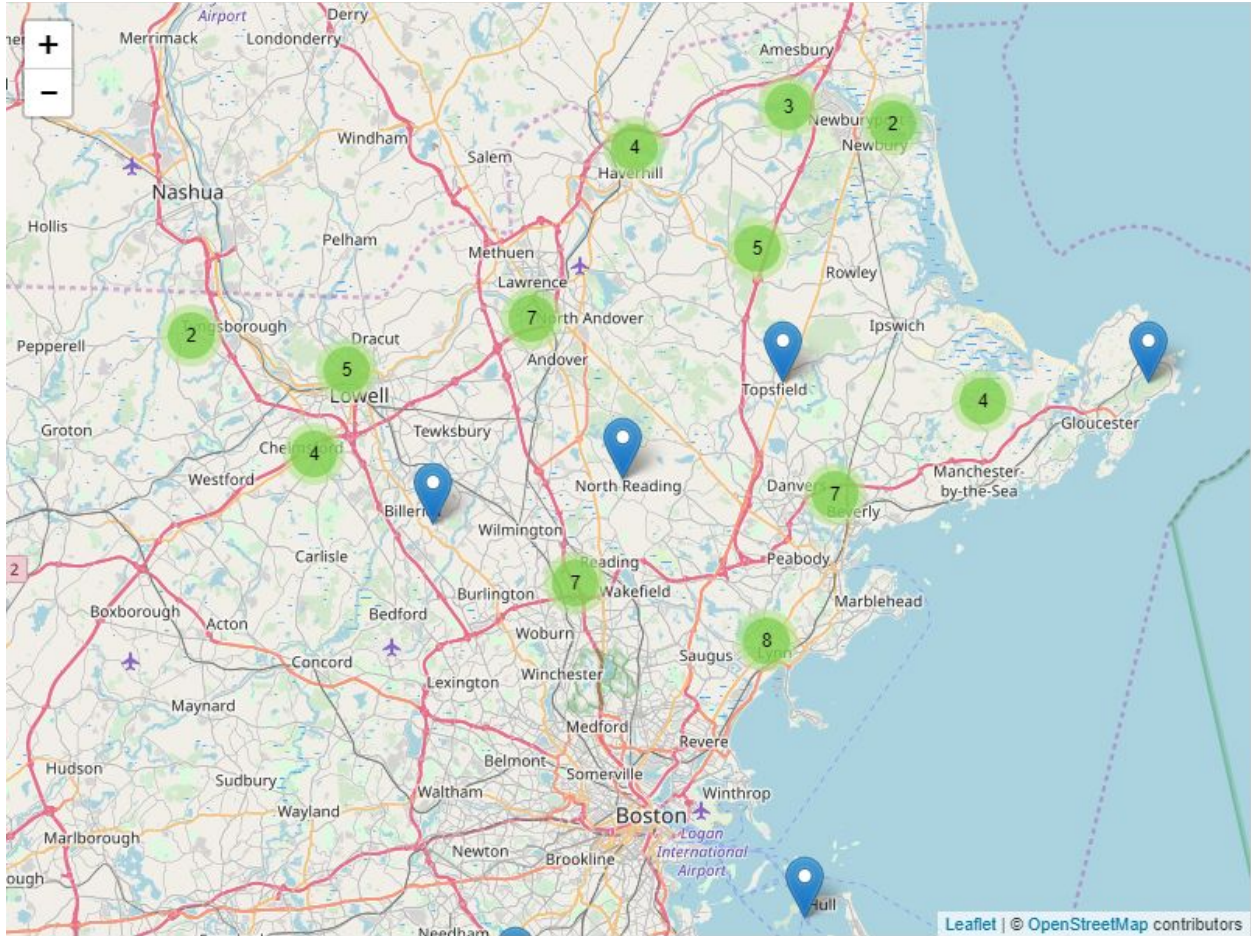 +
−
Airport
Derry
Merrimack
Londonderry
Amesbury
3
2
Newbury
Windham
4
Salem
Haverhill
Nashua
Hollis
Pelham
Methuen
5
Rowley
Lawrence
7
North Andover
Ipswich
2
Pepperell
Dracut
Andover
5
Lowell
Topsfield
4
Gloucester
Groton
Tewksbury
4
Westford
Manchester-
by-the-Sea
North Reading
Danvers
7
Beverly
Wilmington
Carlisle
2
Reading
Peabody
7
Wakefield
Burlington
Marblehead
Boxborough
Acton
Bedford
Woburn
8
Lynn
Saugus
Concord
Winchester
Lexington
Maynard
Medford
Revere
Belmont
Somerville
Hudson
Sudbury
Waltham
Winthrop
Wayland
Boston
Marlborough
Logan
International
Airport
Newton
Brookline
ough
Hull
Needham
Leaflet | © OpenStreetMap contributors